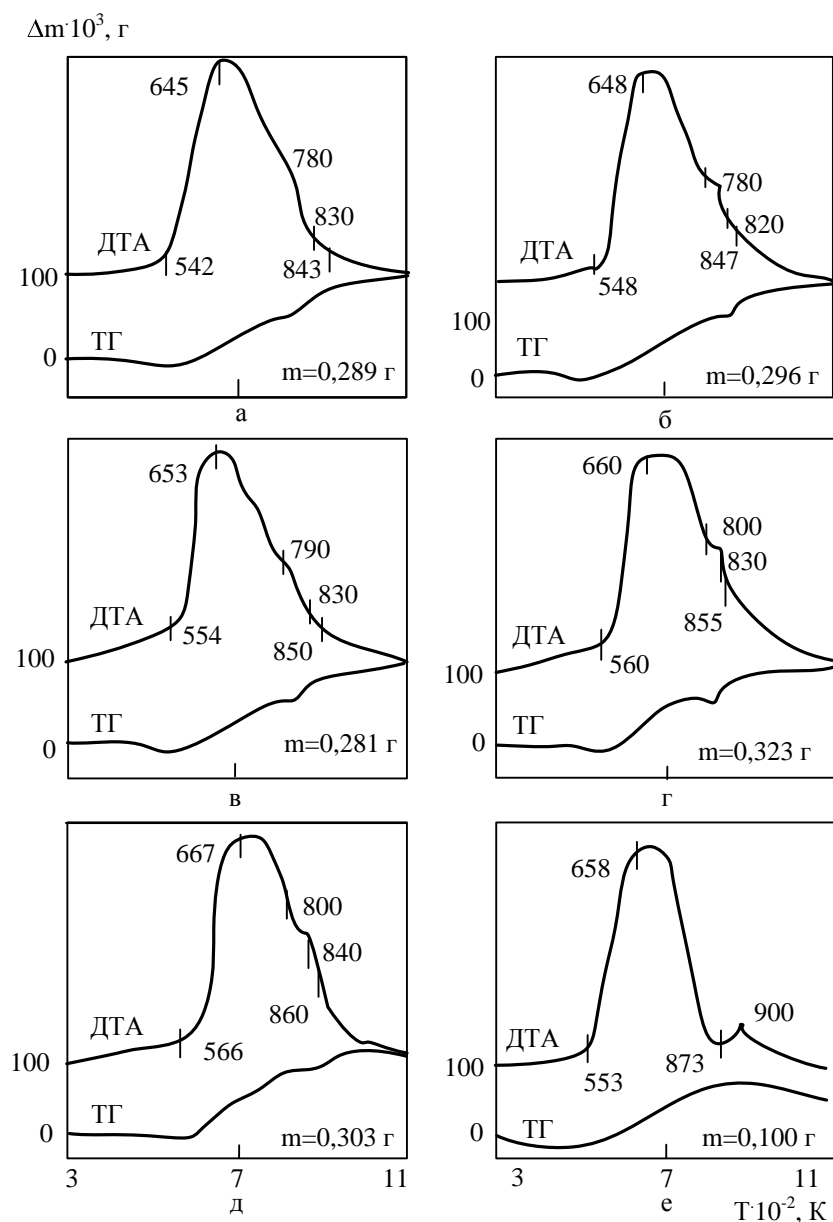 Δm·10³, г
645
780
830
ДТА
542
843
100
ТГ
0
m=0,289 г
а
648
780
820
ДТА
847
548
100
ТГ
0
m=0,296 г
б
653
790
830
ДТА
554
850
100
ТГ
0
m=0,281 г
в
660
800
830
ДТА
855
560
100
ТГ
0
m=0,323 г
г
667
800
840
860
ДТА
566
100
ТГ
0
m=0,303 г
3 7 11
д
658
900
ДТА
553
873
100
ТГ
0
m=0,100 г
3 7 11
е
T·10⁻², К